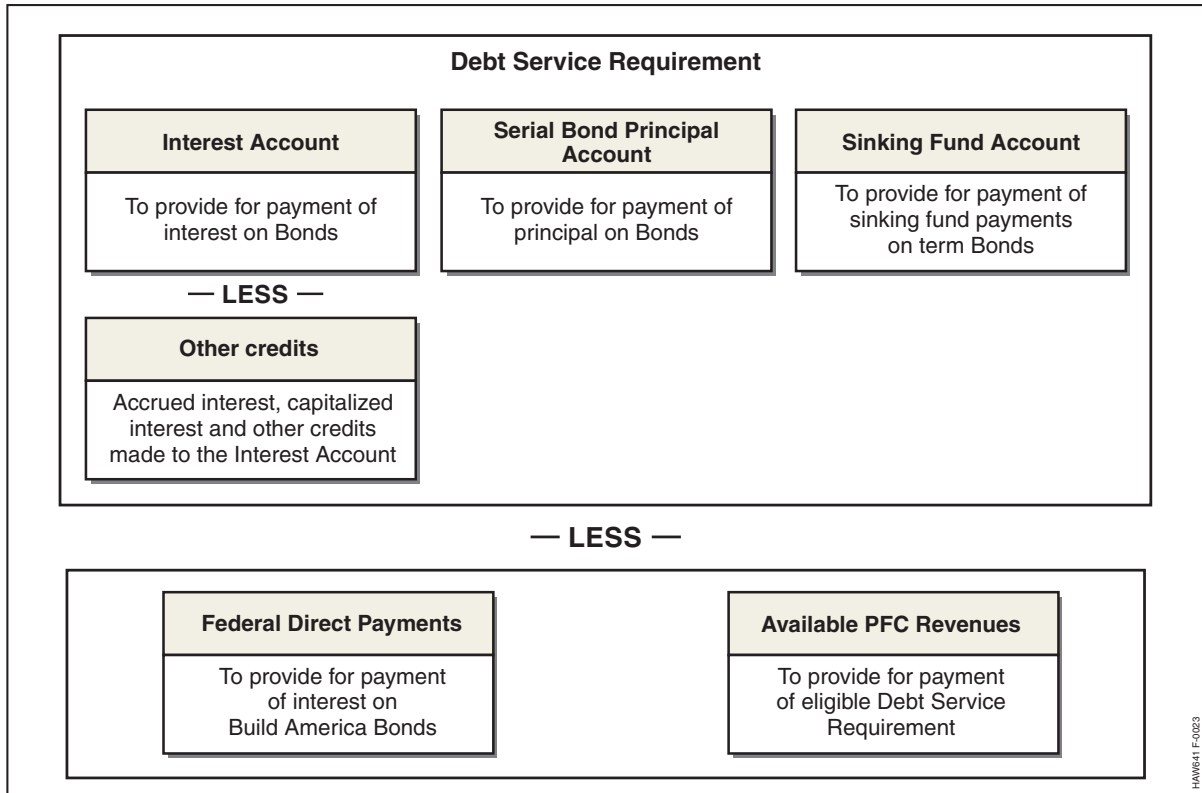 Debt Service Requirement
Interest Account
To provide for payment of
interest on Bonds
Serial Bond Principal
Account
To provide for payment of
principal on Bonds
Sinking Fund Account
To provide for payment of
sinking fund payments
on term Bonds
— LESS —
Other credits
Accrued interest, capitalized
interest and other credits
made to the Interest Account
— LESS —
Federal Direct Payments
To provide for payment
of interest on
Build America Bonds
Available PFC Revenues
To provide for payment
of eligible Debt Service
Requirement
HAW641 F-0023